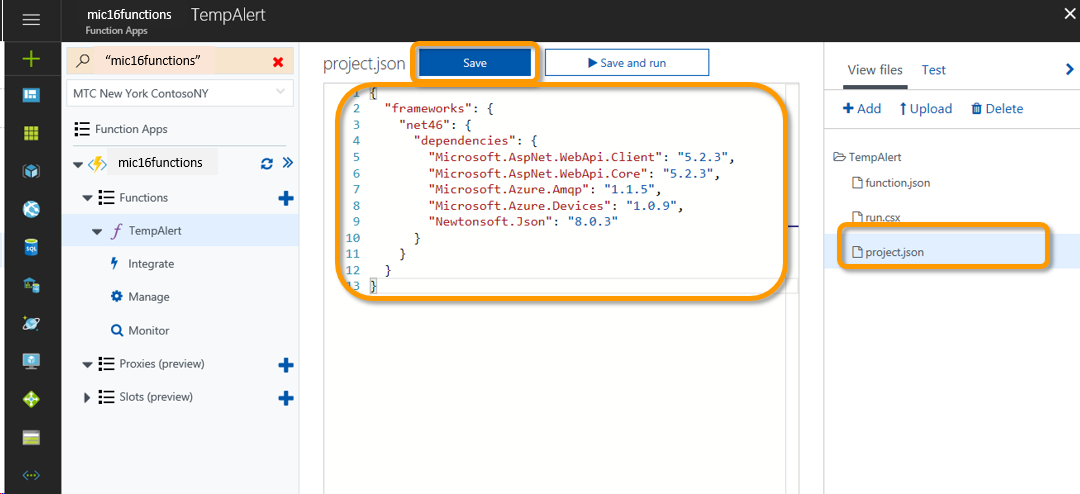 mic16functions TempAlert
Function Apps
"mic16functions"
MTC New York ContosoNY
Function Apps
mic16functions
Functions
TempAlert
Integrate
Manage
Monitor
Proxies (preview)
Slots (preview)
SQL
project.json Save Save and run
1 {
2 "frameworks": {
3 "net46": {
4 "dependencies": {
5 "Microsoft.AspNet.WebApi.Client": "5.2.3",
6 "Microsoft.AspNet.WebApi.Core": "5.2.3",
7 "Microsoft.Azure.Amqp": "1.1.5",
8 "Microsoft.Azure.Devices": "1.0.9",
9 "Newtonsoft.Json": "8.0.3"
10 }
11 }
12 }
13 }
View files Test
Add Upload Delete
TempAlert
function.json
run.csx
project.json